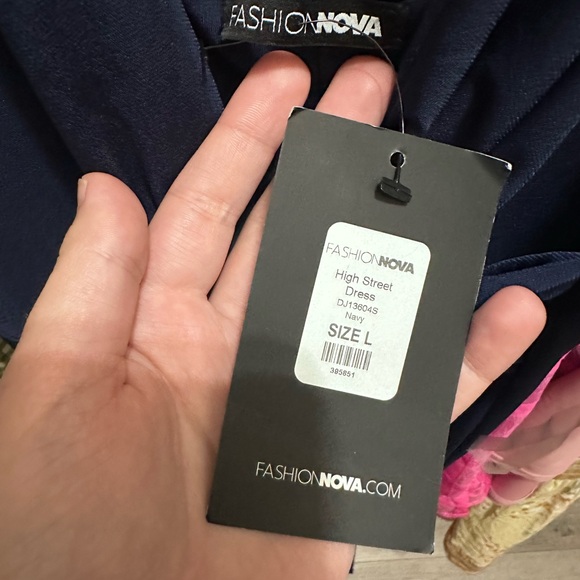 FASHIONNOVA
FASHIONNOVA
High Street
Dress
DJ13604S
Navy
SIZE L
385851
FASHIONNOVA.COM